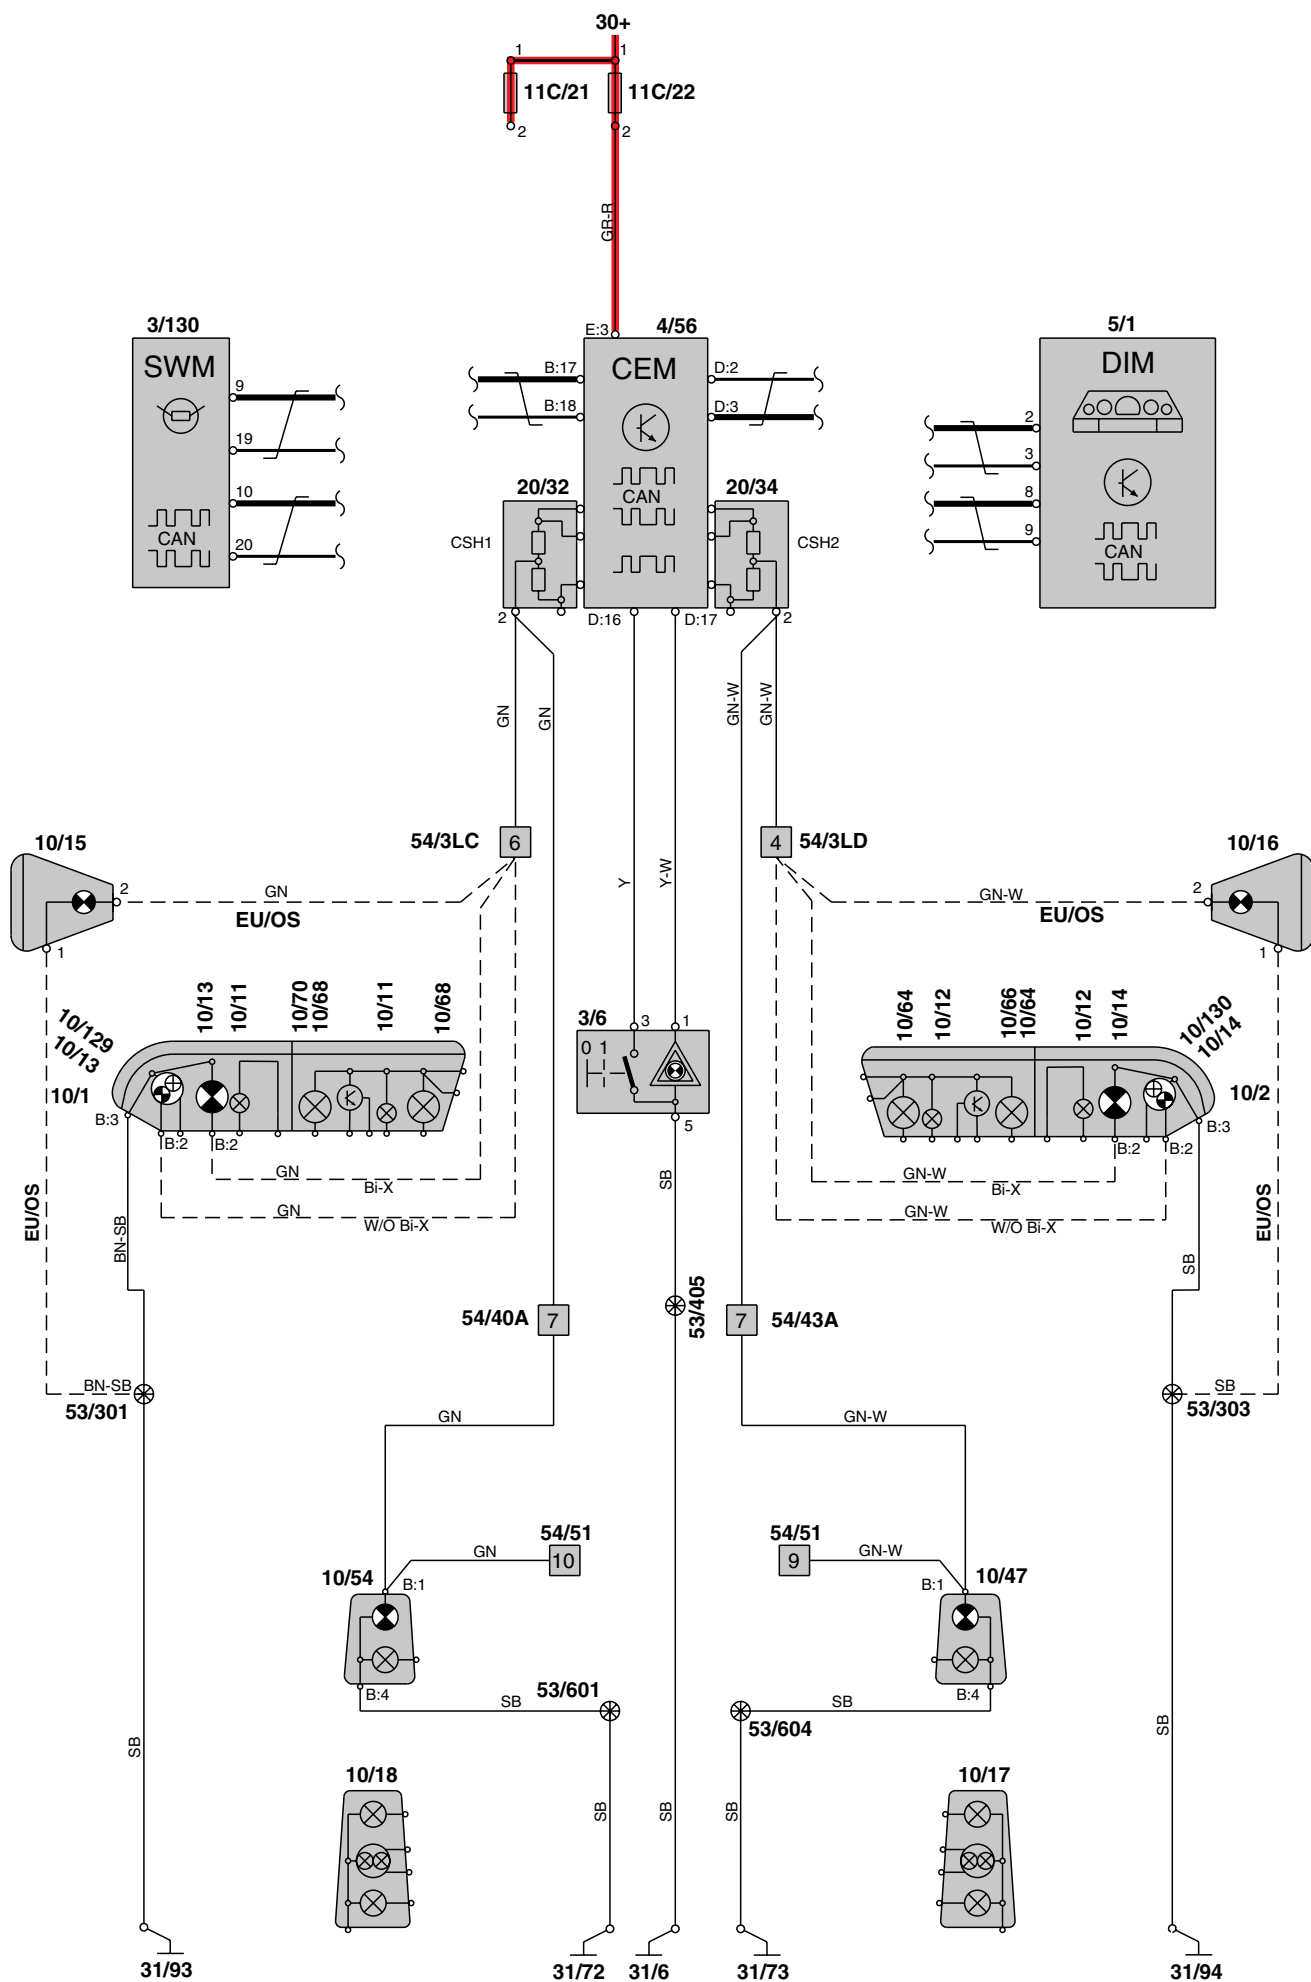 30+
1
1
11C/21
11C/22
2
2
GR-R
3/130
E:3
4/56
5/1
SWM
B:17
CEM
D:2
DIM
9
B:18
D:3
2
19
3
10
20/32
20/34
8
CAN
CAN
20
CSH1
CSH2
9
CAN
2
D:16
D:17
2
GN
GN
GN-W
GN-W
10/15
54/3LC
6
4
54/3LD
10/16
2
GN
Y
Y-W
GN-W
2
EU/OS
EU/OS
1
1
10/129
10/13
10/13
10/11
10/70
10/68
10/11
10/68
3/6
3
1
10/64
10/12
10/66
10/64
10/12
10/14
10/130
10/14
0 1
10/1
10/2
B:3
B:2
B:2
5
B:2
B:2
B:3
GN
Bi-X
GN-W
Bi-X
GN
W/O Bi-X
GN-W
W/O Bi-X
EU/OS
BN-SB
SB
SB
EU/OS
54/40A
7
53/405
7
54/43A
BN-SB
53/301
SB
53/303
GN
GN-W
54/51
54/51
GN
10
9
GN-W
10/54
B:1
B:1
10/47
B:4
B:4
SB
53/601
SB
53/604
SB
SB
10/18
10/17
SB
SB
SB
31/93
31/72
31/6
31/73
31/94